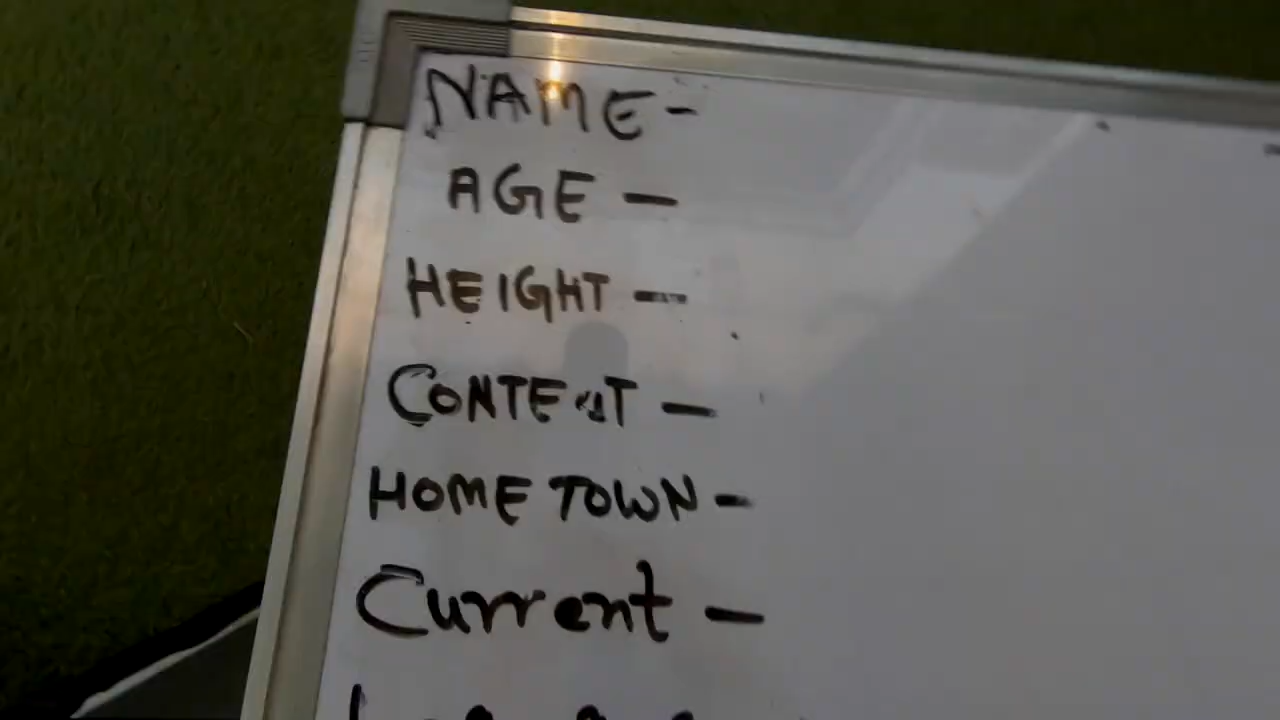 NAME-
AGE -
HEIGHT -
CONTENT -
HOME TOWN -
Current -